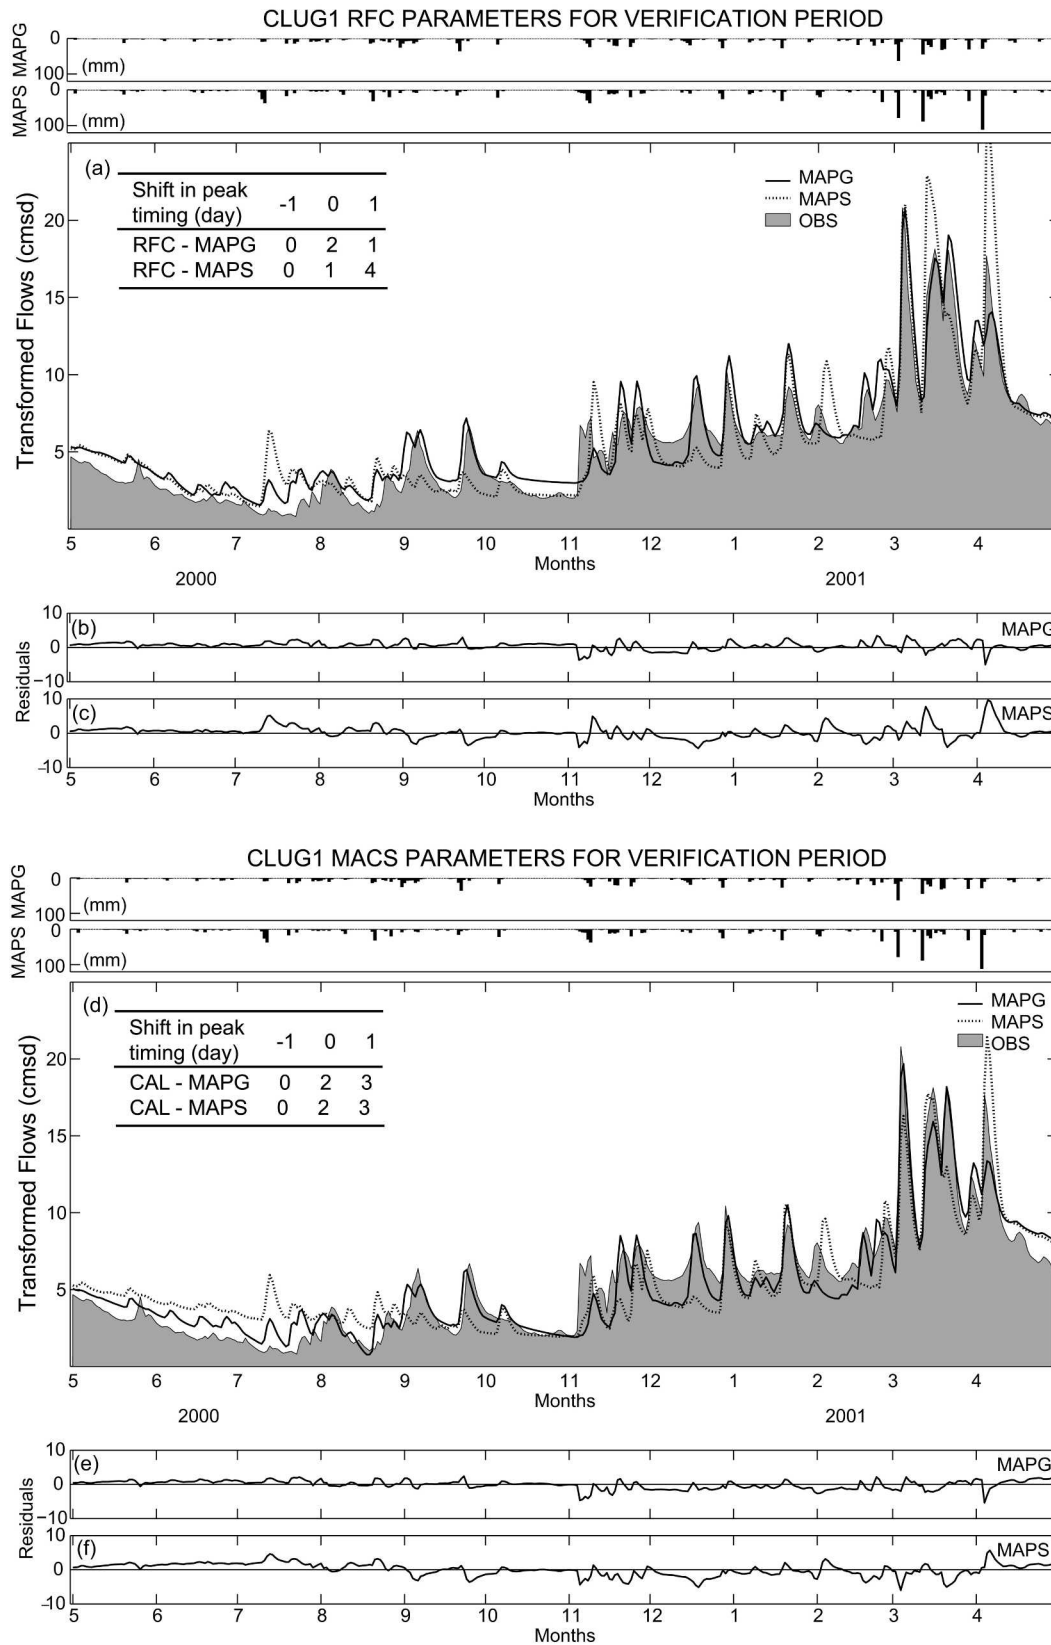 CLUG1 RFC PARAMETERS FOR VERIFICATION PERIOD
MAPG
0
100
(mm)
MAPS
0
100
(mm)
(a)
Shift in peak timing (day) -1 0 1
RFC - MAPG 0 2 1
RFC - MAPS 0 1 4
MAPG
MAPS
OBS
Transformed Flows (cmsd)
20
15
10
5
5 6 7 8 9 10 11 12 1 2 3 4
Months
2000 2001
Residuals
10
0
-10
(b)
MAPG
10
0
-10
(c)
MAPS
5 6 7 8 9 10 11 12 1 2 3 4
Months
CLUG1 MACS PARAMETERS FOR VERIFICATION PERIOD
MAPG
0
100
(mm)
MAPS
0
100
(mm)
(d)
Shift in peak timing (day) -1 0 1
CAL - MAPG 0 2 3
CAL - MAPS 0 2 3
MAPG
MAPS
OBS
Transformed Flows (cmsd)
20
15
10
5
5 6 7 8 9 10 11 12 1 2 3 4
Months
2000 2001
Residuals
10
0
-10
(e)
MAPG
10
0
-10
(f)
MAPS
5 6 7 8 9 10 11 12 1 2 3 4
Months